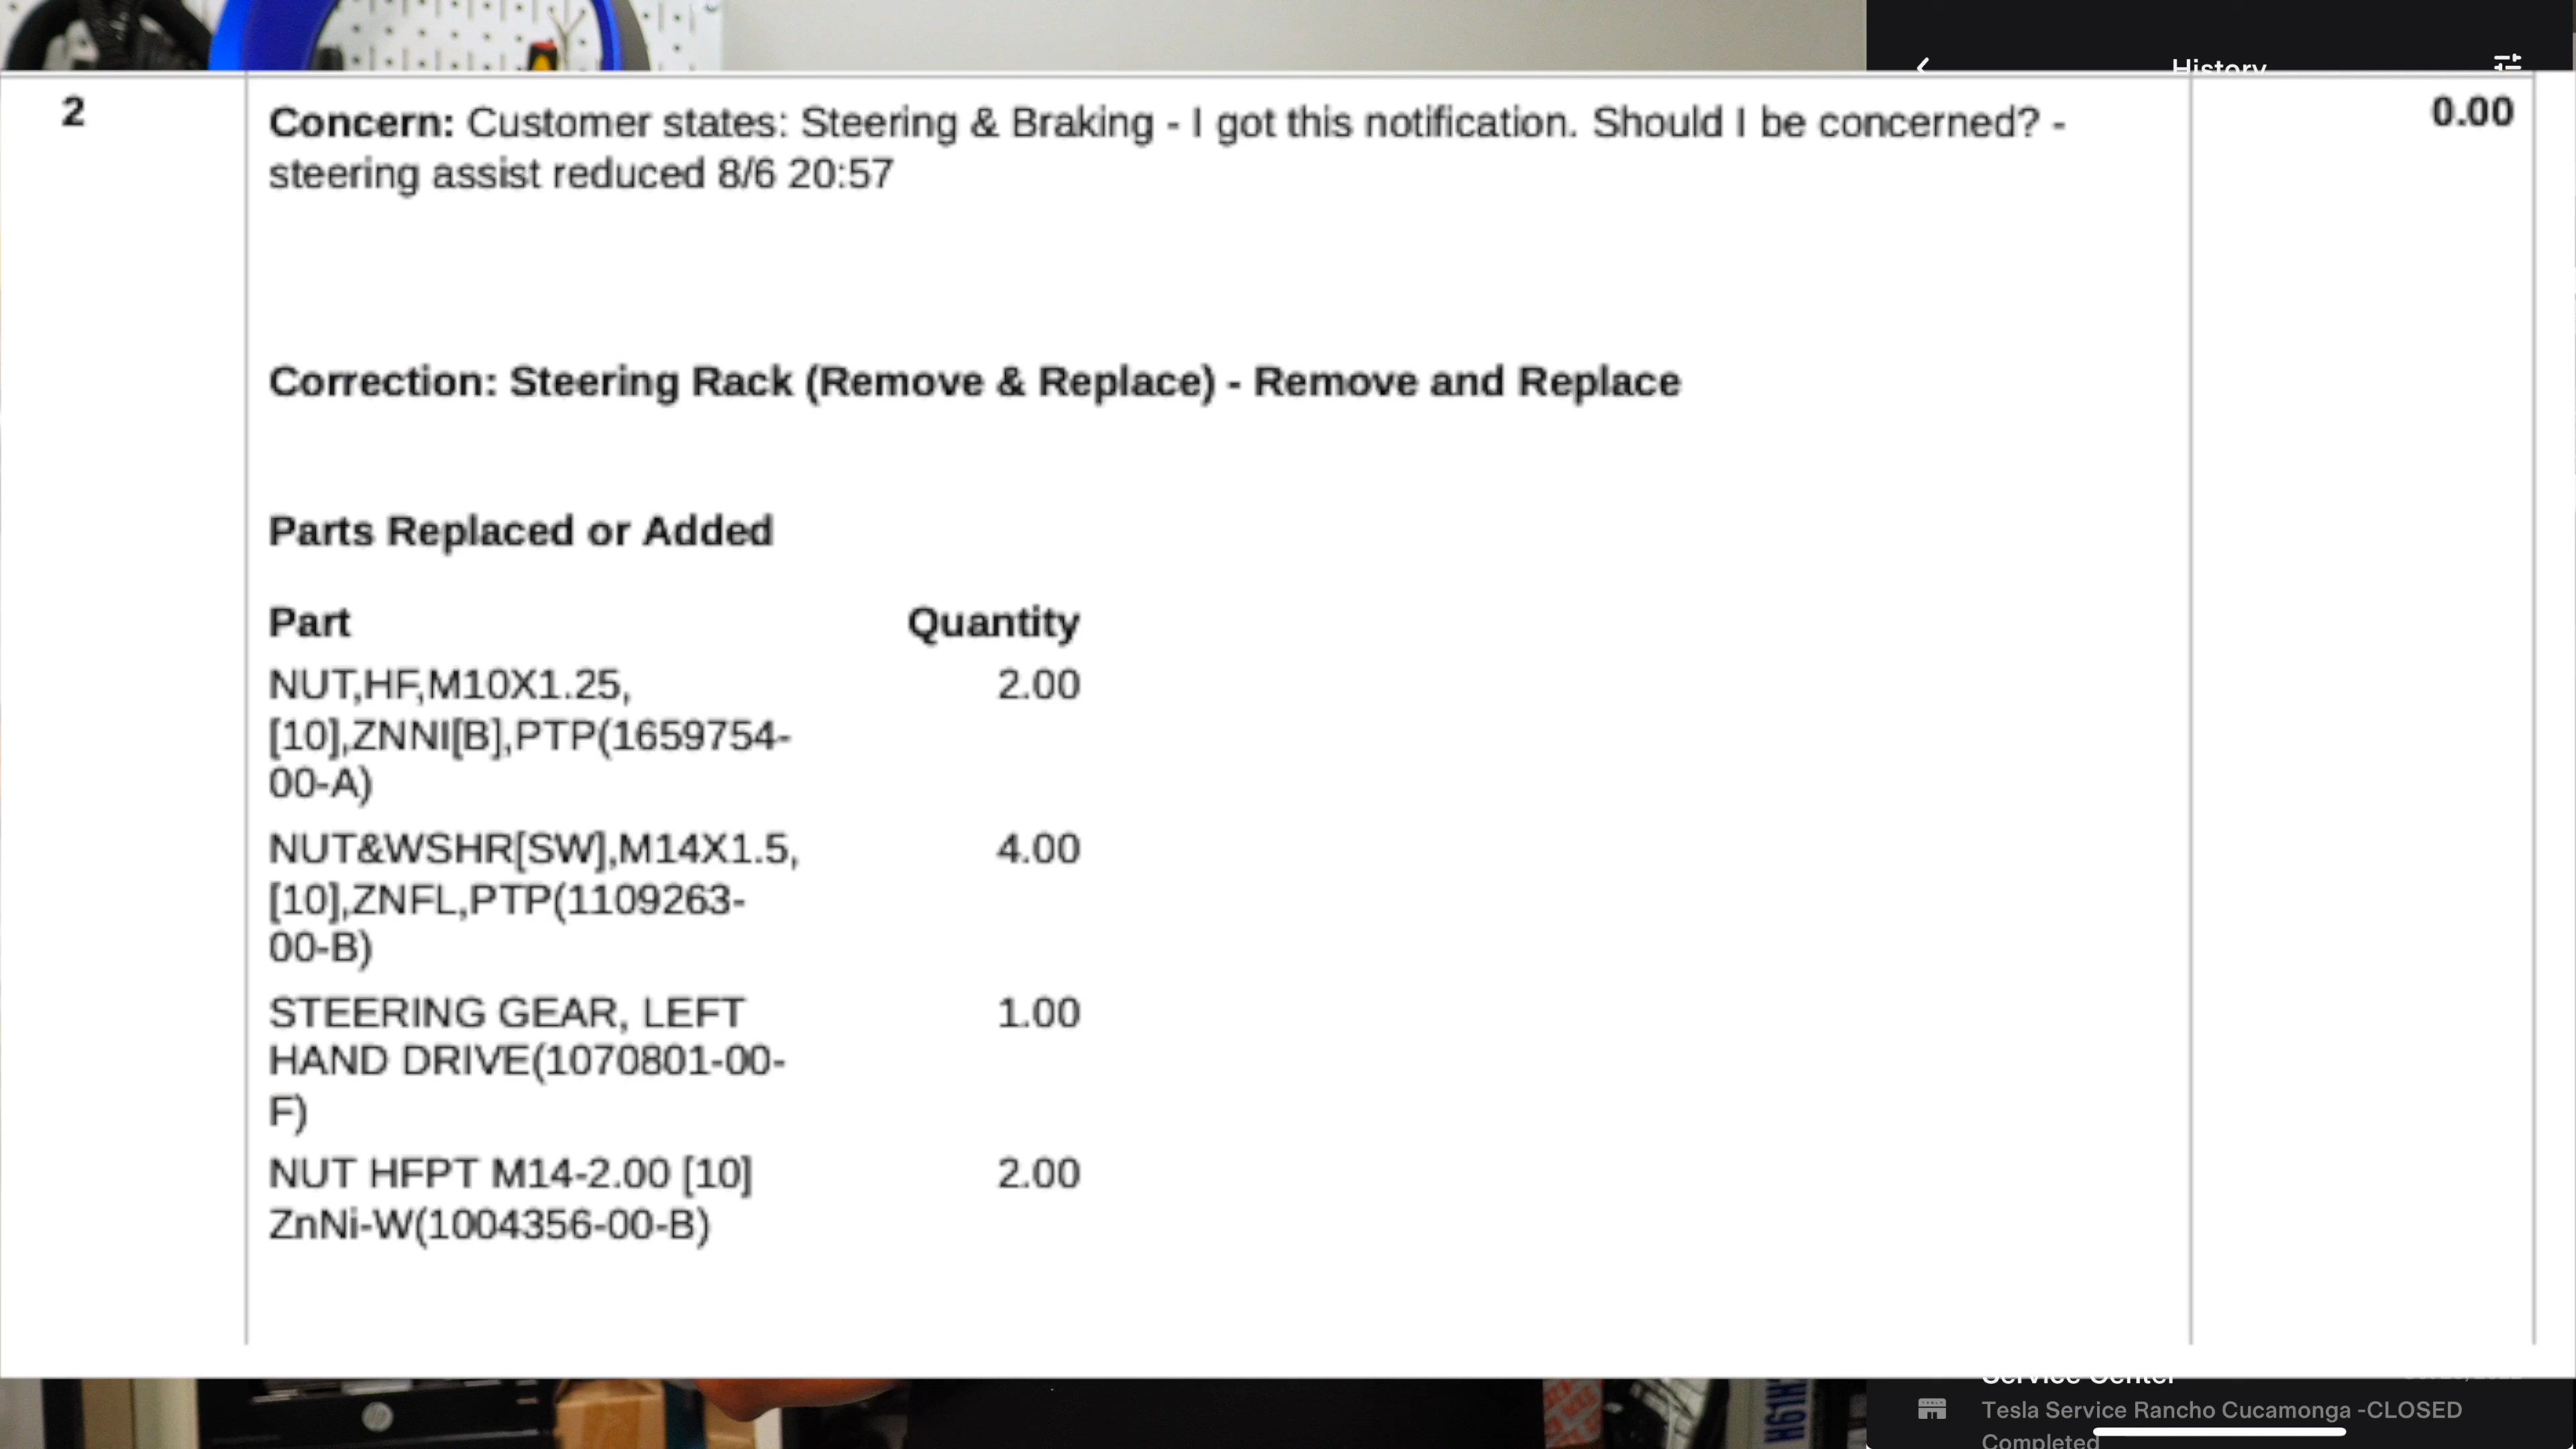 History
2
0.00
Concern: Customer states: Steering & Braking - I got this notification. Should I be concerned? -
steering assist reduced 8/6 20:57
Correction: Steering Rack (Remove & Replace) - Remove and Replace
Parts Replaced or Added
Part Quantity
NUT,HF,M10X1.25, 2.00
[10],ZNNI[B],PTP(1659754-
00-A)
NUT&WSHR[SW],M14X1.5, 4.00
[10],ZNFL,PTP(1109263-
00-B)
STEERING GEAR, LEFT 1.00
HAND DRIVE(1070801-00-
F)
NUT HFPT M14-2.00 [10] 2.00
ZnNi-W(1004356-00-B)
hp
Service Center
Tesla Service Rancho Cucamonga -CLOSED
Completed